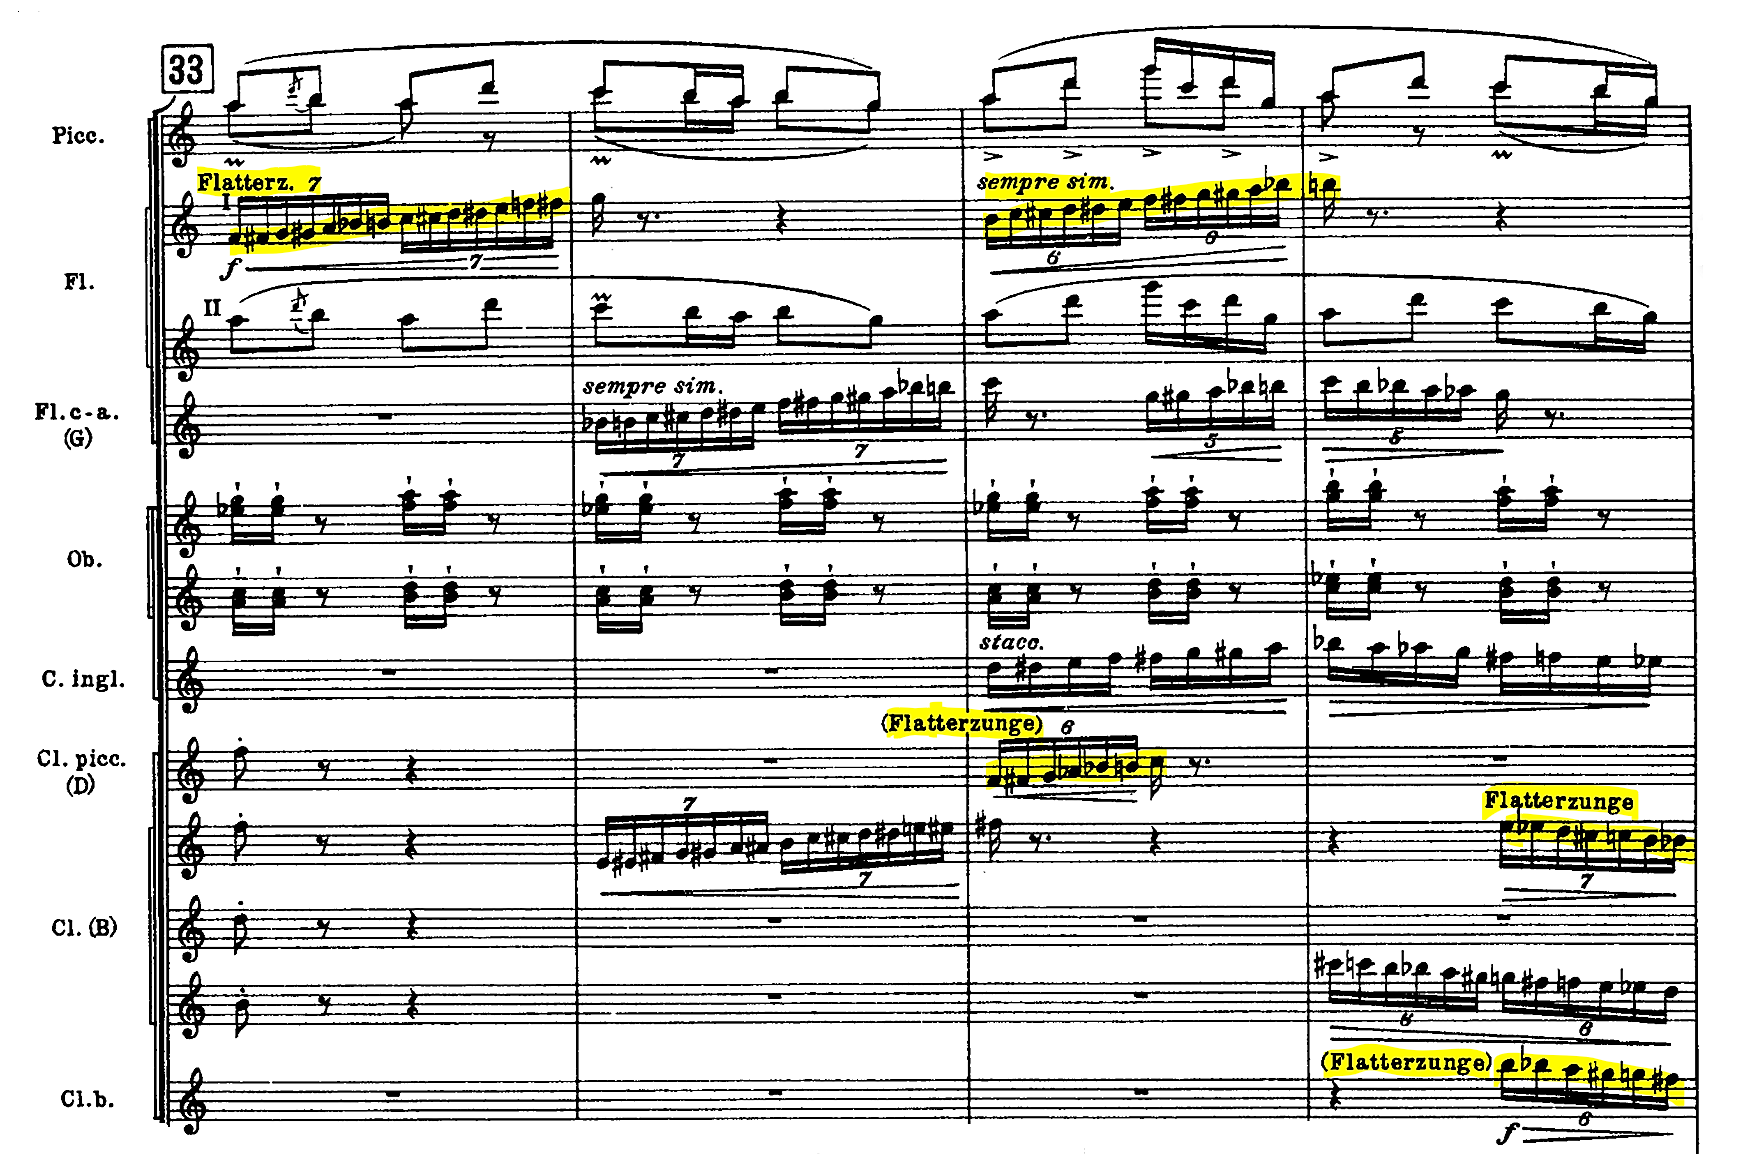 33
Picc.
Flatterz. 7
I
sempre sim.
f
7
6
6
Fl.
II
sempre sim.
Fl.c-a.
(G)
7
7
5
5
Ob.
stacc.
C. ingl.
(Flatterzunge)
6
Cl. picc.
(D)
Flatterzunge
7
7
7
Cl. (B)
6
6
(Flatterzunge)
Cl.b.
6
f